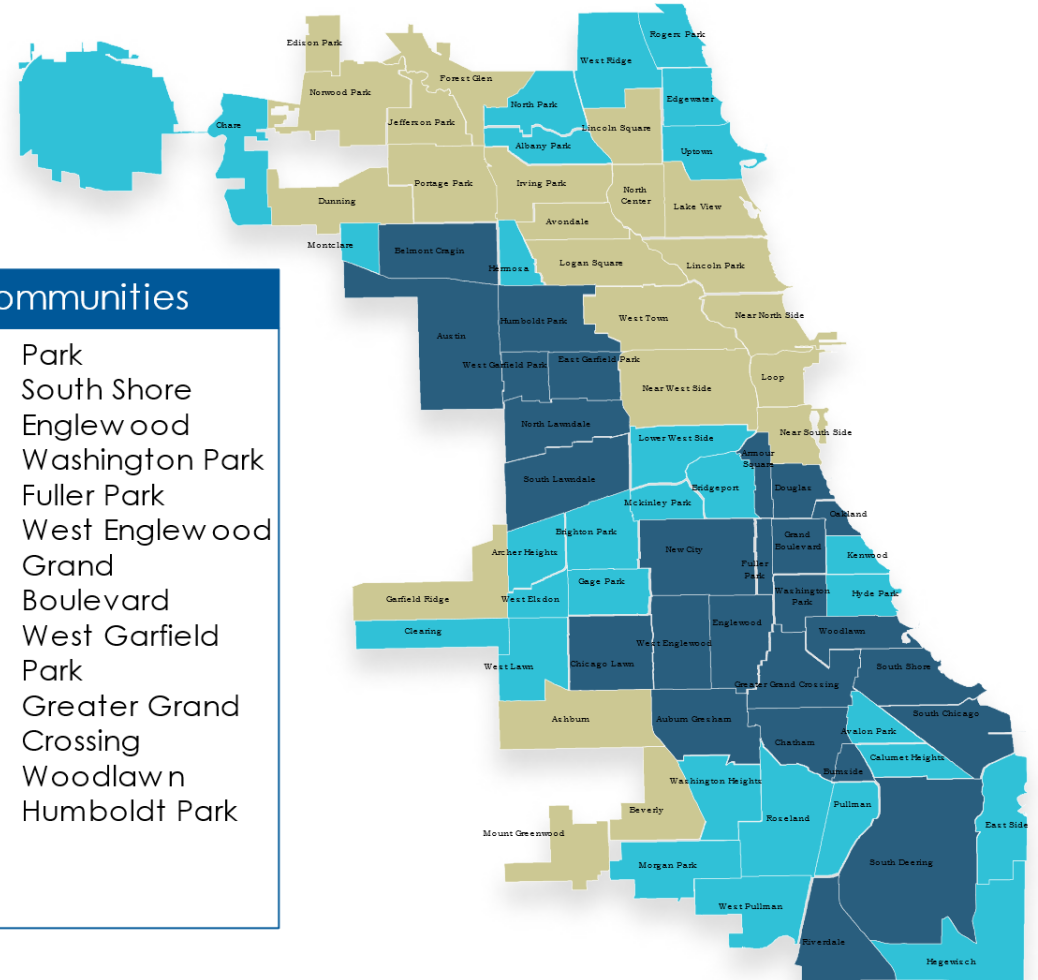 Rogers Park
Edison Park
West Ridge
Forest Glen
Norwood Park
Edgewater
North Park
Jefferson Park
Ohare
Lincoln Square
Albany Park
Uptown
Portage Park
Irving Park
North
Center
Dunning
Lake View
Avondale
Montclare
Belmont Cragin
Logan Square
Lincoln Park
Hermosa
ommunities
Near North Side
West Town
Humboldt Park
Austin
Park
East Garfield Park
West Garfield Park
Loop
South Shore
Near West Side
Englewood
North Lawndale
Near South Side
Lower West Side
Washington Park
Armour
Square
South Lawndale
Bridgeport
Douglas
Fuller Park
Mckinley Park
Oakland
West Englewood
Brighton Park
Grand
Boulevard
New City
Archer Heights
Kenwood
Grand
Fuller
Park
Gage Park
Washington
Park
Hyde Park
Boulevard
Garfield Ridge
West Elsdon
Englewood
Clearing
Woodlawn
West Garfield
West Englewood
Chicago Lawn
West Lawn
South Shore
Park
Greater Grand Crossing
Greater Grand
Ashburn
Auburn Gresham
South Chicago
Avalon Park
Crossing
Chatham
Calumet Heights
Burnside
Woodlawn
Washington Heights
Humboldt Park
Pullman
Beverly
Roseland
East Side
Mount Greenwood
Morgan Park
South Deering
West Pullman
Riverdale
Hegewisch